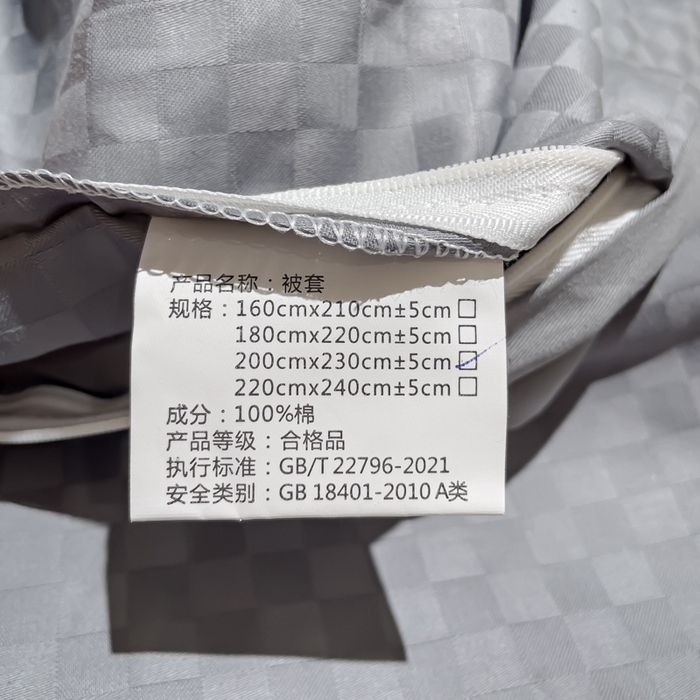 产品名称：被套
规格：160cmx210cm±5cm □
180cmx220cm±5cm □
200cmx230cm±5cm ☑
220cmx240cm±5cm □
成分：100%棉
产品等级：合格品
执行标准：GB/T 22796-2021
安全类别：GB 18401-2010 A类